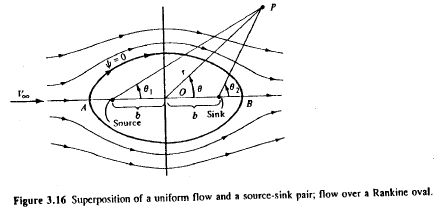 P
ψ=0
r
V∞
θ1
O
θ
θ2
A
B
Source
Sink
b
b
Figure 3.16 Superposition of a uniform flow and a source-sink pair; flow over a Rankine oval.